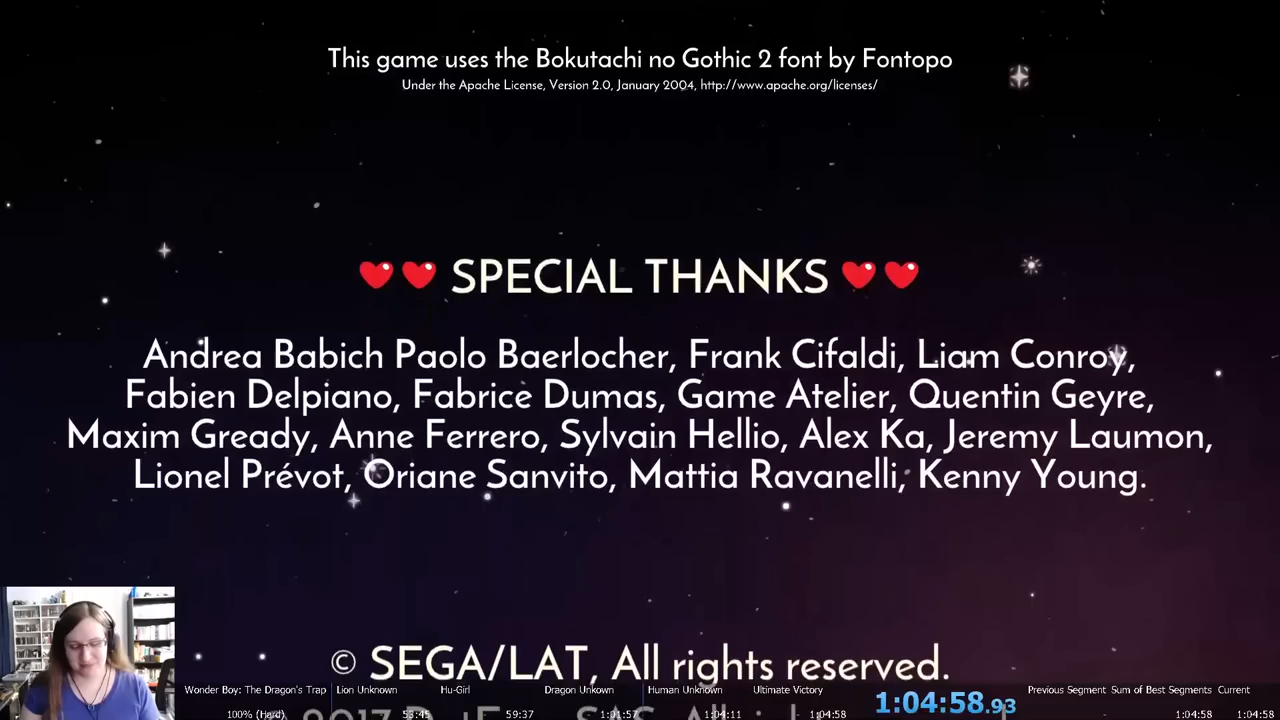 This game uses the Bokutachi no Gothic 2 font by Fontopo
Under the Apache License, Version 2.0, January 2004, http://www.apache.org/licenses/
SPECIAL THANKS
Andrea Babich Paolo Baerlocher, Frank Cifaldi, Liam Conroy,
Fabien Delpiano, Fabrice Dumas, Game Atelier, Quentin Geyre,
Maxim Gready, Anne Ferrero, Sylvain Hellio, Alex Ka, Jeremy Laumon,
Lionel Prévot, Oriane Sanvito, Mattia Ravanelli, Kenny Young.
© SEGA/LAT, All rights reserved.
Wonder Boy: The Dragon's Trap Lion Unknown Hu-Girl Dragon Unkown Human Unknown Ultimate Victory 1:04:58.93 Previous Segment Sum of Best Segments Current
100% (Hard) 53:45 59:37 1:01:57 1:04:11 1:04:58 1:04:58 1:04:58